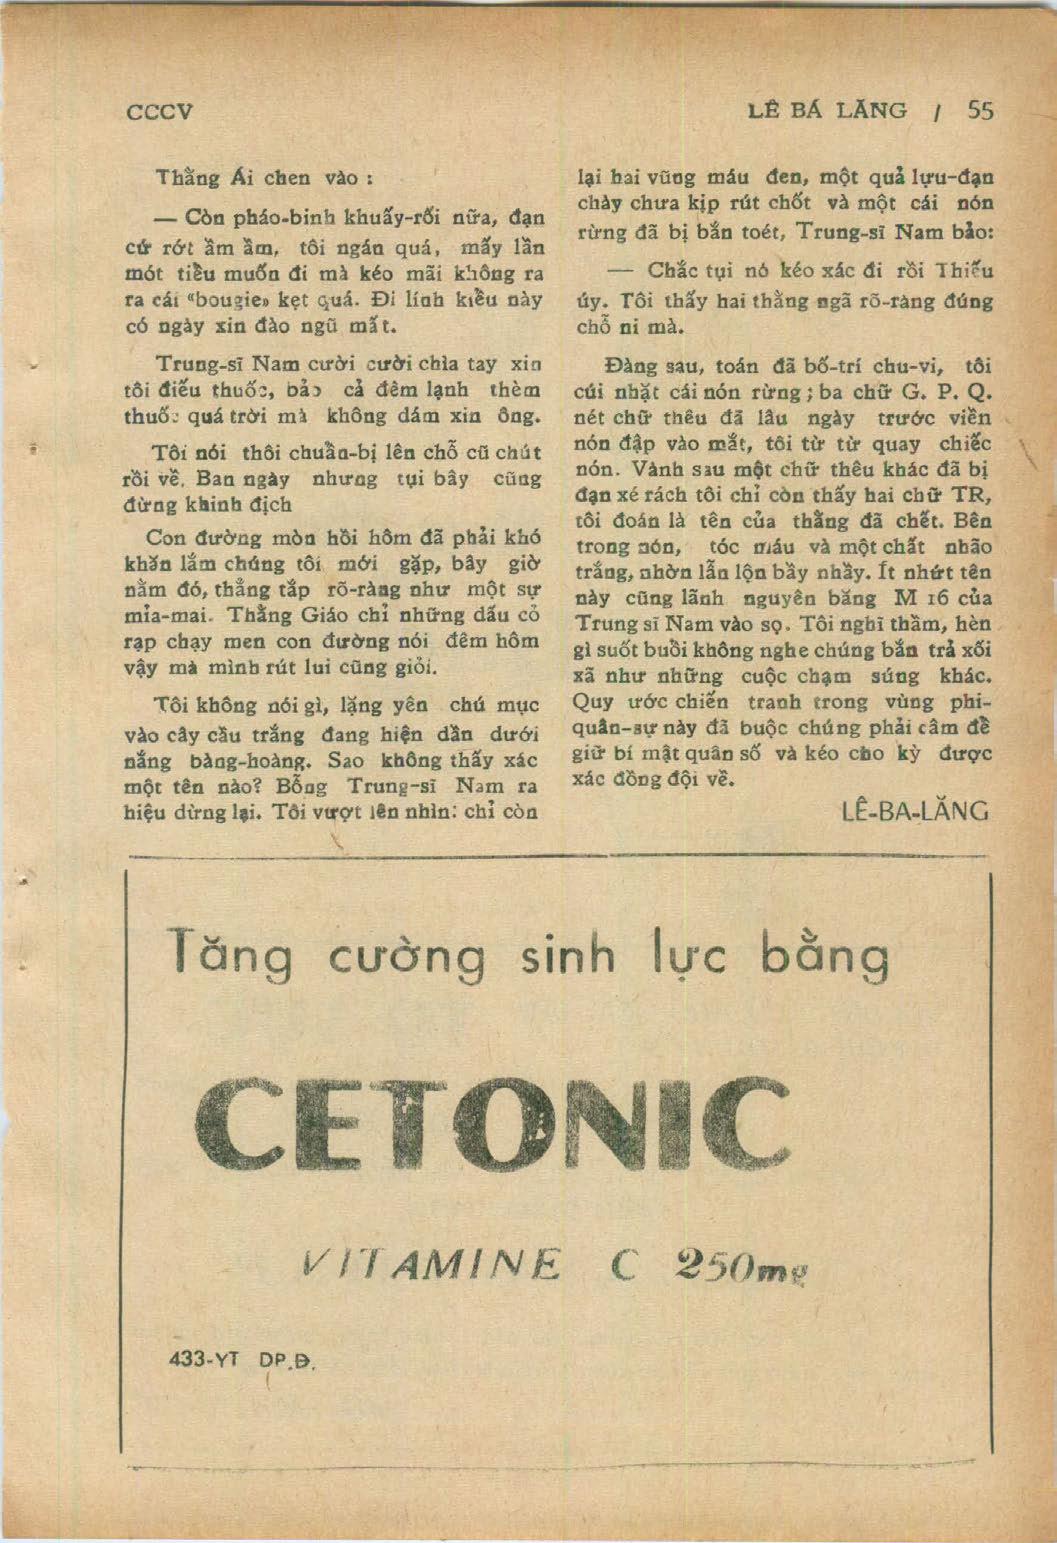 CCCV
LÊ BÁ LĂNG / 55
Thằng Ái chen vào :
— Còn pháo-binh khuấy-rối nữa, đạn
cứ rớt ầm ầm, tôi ngán quá, mấy lần
mót tiểu muốn đi mà kéo mãi không ra
ra cái «bougie» kẹt quá. Đi lính kiểu này
có ngày xin đào ngũ mất.
Trung-sĩ Nam cười cười chìa tay xin
tôi điếu thuốc, bảo cả đêm lạnh thèm
thuốc quá trời mà không dám xin ông.
Tôi nói thôi chuẩn-bị lên chỗ cũ chút
rồi về. Ban ngày nhưng tụi bây cũng
đừng khinh địch
Con đường mòn hồi hôm đã phải khó
khăn lắm chúng tôi mới gặp, bây giờ
nằm đó, thẳng tắp rõ-ràng như một sự
mỉa-mai. Thằng Giáo chỉ những dấu cỏ
rạp chạy men con đường nói đêm hôm
vậy mà mình rút lui cũng giỏi.
Tôi không nói gì, lặng yên chú mục
vào cây cầu trắng đang hiện dần dưới
nắng bàng-hoàng. Sao không thấy xác
một tên nào? Bỗng Trung-sĩ Nam ra
hiệu dừng lại. Tôi vượt lên nhìn: chỉ còn
lại hai vũng máu đen, một quả lựu-đạn
chày chưa kịp rút chốt và một cái nón
rừng đã bị bắn toét, Trung-sĩ Nam bảo:
— Chắc tụi nó kéo xác đi rồi Thiếu
úy. Tôi thấy hai thằng ngã rõ-ràng đúng
chỗ ni mà.
Đàng sau, toán đã bố-trí chu-vi, tôi
cúi nhặt cái nón rừng ; ba chữ G. P. Q.
nét chữ thêu đã lâu ngày trước viền
nón đập vào mắt, tôi từ từ quay chiếc
nón. Vành sau một chữ thêu khác đã bị
đạn xé rách tôi chỉ còn thấy hai chữ TR,
tôi đoán là tên của thằng đã chết. Bên
trong nón, tóc máu và một chất nhão
trắng, nhờn lẫn lộn bầy nhầy. Ít nhứt tên
này cũng lãnh nguyên băng M 16 của
Trung sĩ Nam vào sọ. Tôi nghĩ thầm, hèn
gì suốt buổi không nghe chúng bắn trả xối
xã như những cuộc chạm súng khác.
Quy ước chiến tranh trong vùng phi-
quân-sự này đã buộc chúng phải câm để
giữ bí mật quân số và kéo cho kỳ được
xác đồng đội về.
LÊ-BA-LĂNG
Tăng cường sinh lực bằng
CETONIC
VITAMINE C 250mg
433-YT DP.Đ.